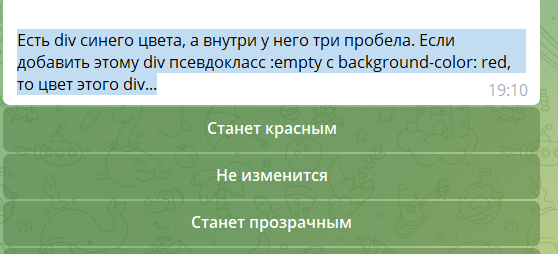 Есть div синего цвета, а внутри у него три пробела. Если
добавить этому div псевдокласс :empty с background-color: red,
то цвет этого div...
19:10
Станет красным
Не изменится
Станет прозрачным